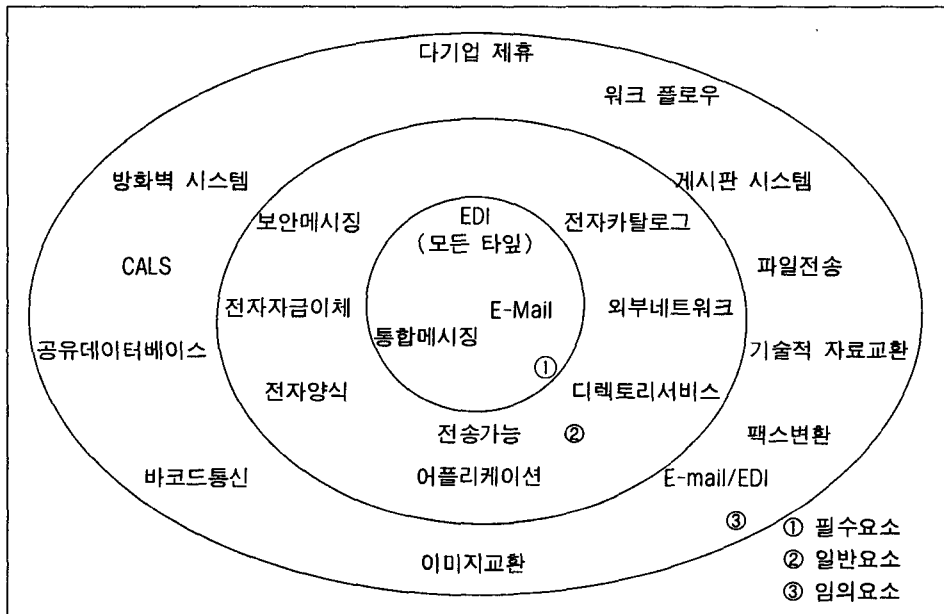 다기업 제휴
워크 플로우
방화벽 시스템
게시판 시스템
보안메시징
EDI
(모든 타잎)
전자카탈로그
CALS
파일전송
전자자금이체
E-Mail
외부네트워크
통합메시징
공유데이터베이스
기술적 자료교환
①
전자양식
디렉토리서비스
전송가능
②
팩스변환
바코드통신
어플리케이션
E-mail/EDI
③
이미지교환
① 필수요소
② 일반요소
③ 임의요소